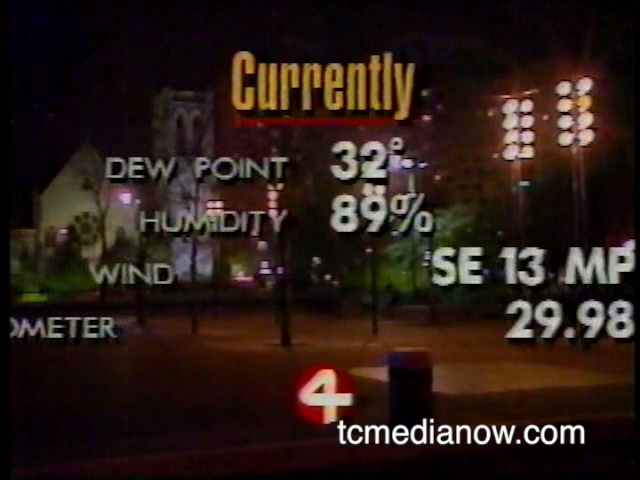 Currently
DEW POINT 32°
HUMIDITY 89%
WIND SE 13 MP
OMETER 29.98
4
tcmedianow.com